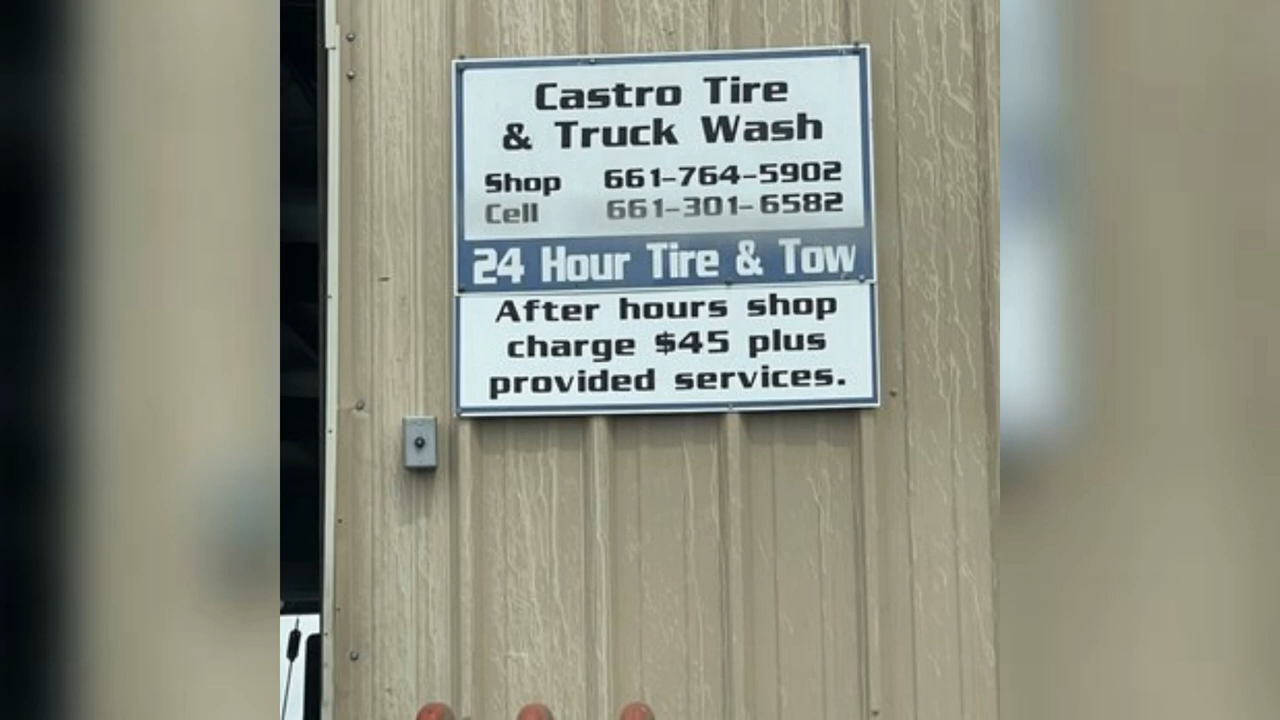 Castro Tire
& Truck Wash
Shop 661-764-5902
Cell 661-301-6582
24 Hour Tire & Tow
After hours shop
charge $45 plus
provided services.